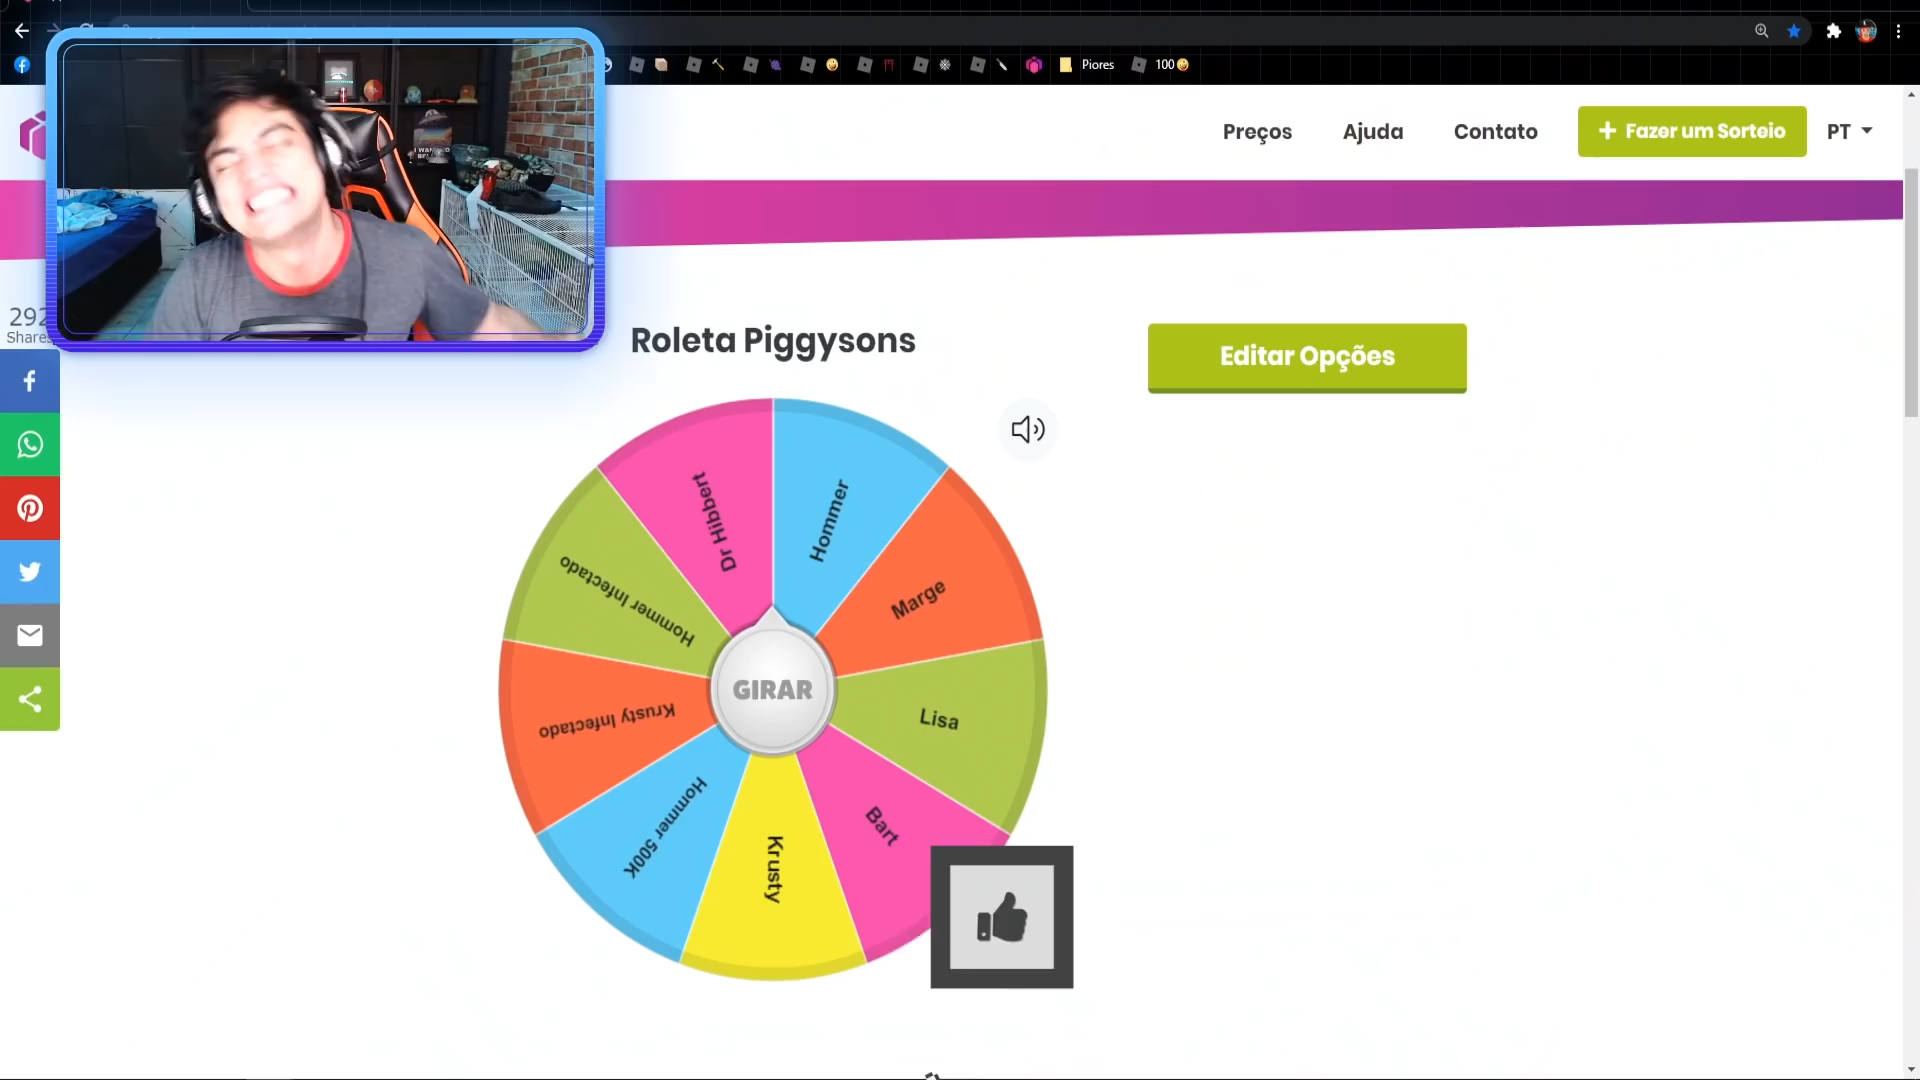 Piores
100
Preços
Ajuda
Contato
+ Fazer um Sorteio
PT
292
Shares
Roleta Piggysons
Editar Opções
Dr Hibbert
Hommer
Marge
Lisa
Bart
Krusty
Hommer 500K
Krusty Infectado
Hommer Infectado
GIRAR